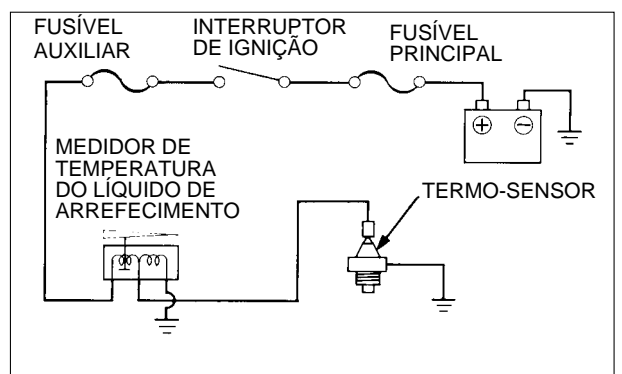 FUSÍVEL
AUXILIAR
INTERRUPTOR
DE IGNIÇÃO
FUSÍVEL
PRINCIPAL
+ −
MEDIDOR DE
TEMPERATURA
DO LÍQUIDO DE
ARREFECIMENTO
TERMO-SENSOR